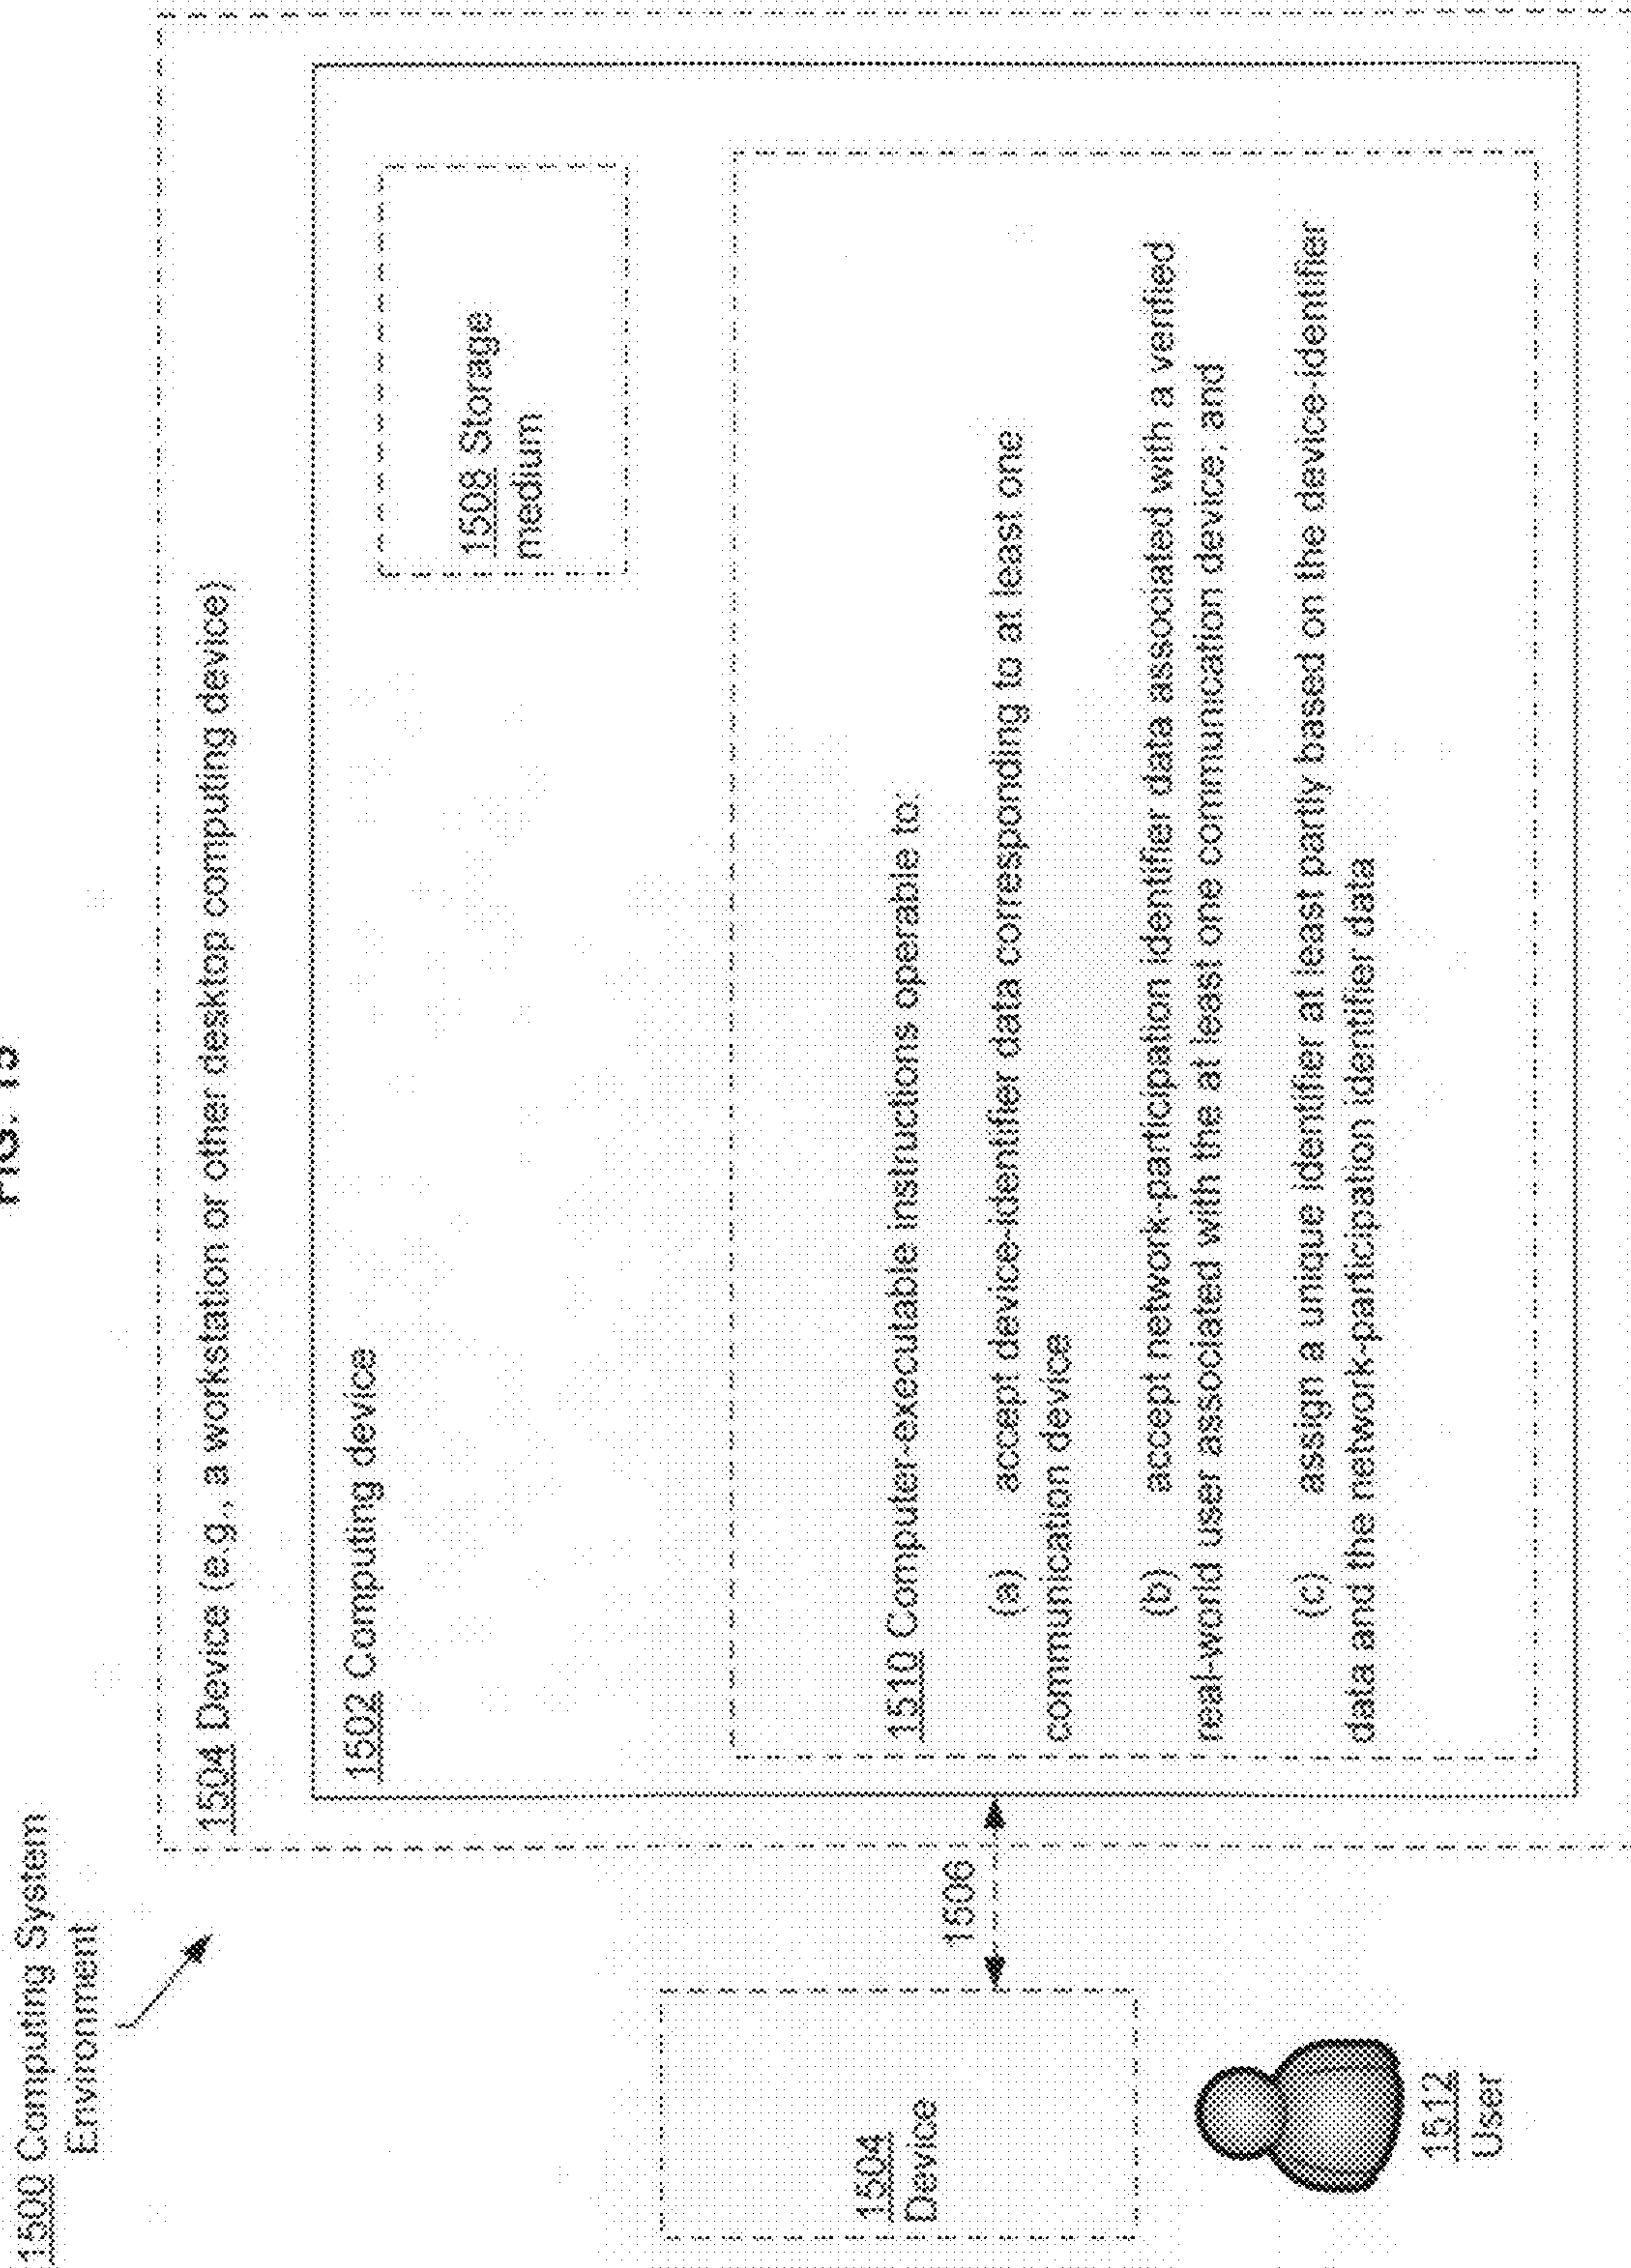 FIG. 15
1500 Computing System
Environment
1504 Device (e.g., a workstation or other desktop computing device)
1502 Computing device
1508 Storage
medium
1510 Computer-executable instructions operable to:
(a) accept device-identifier data corresponding to at least one
communication device
(b) accept network-participation identifier data associated with a verified
real-world user associated with the at least one communication device; and
(c) assign a unique identifier at least partly based on the device-identifier
data and the network-participation identifier data
1506
1504
Device
1512
User